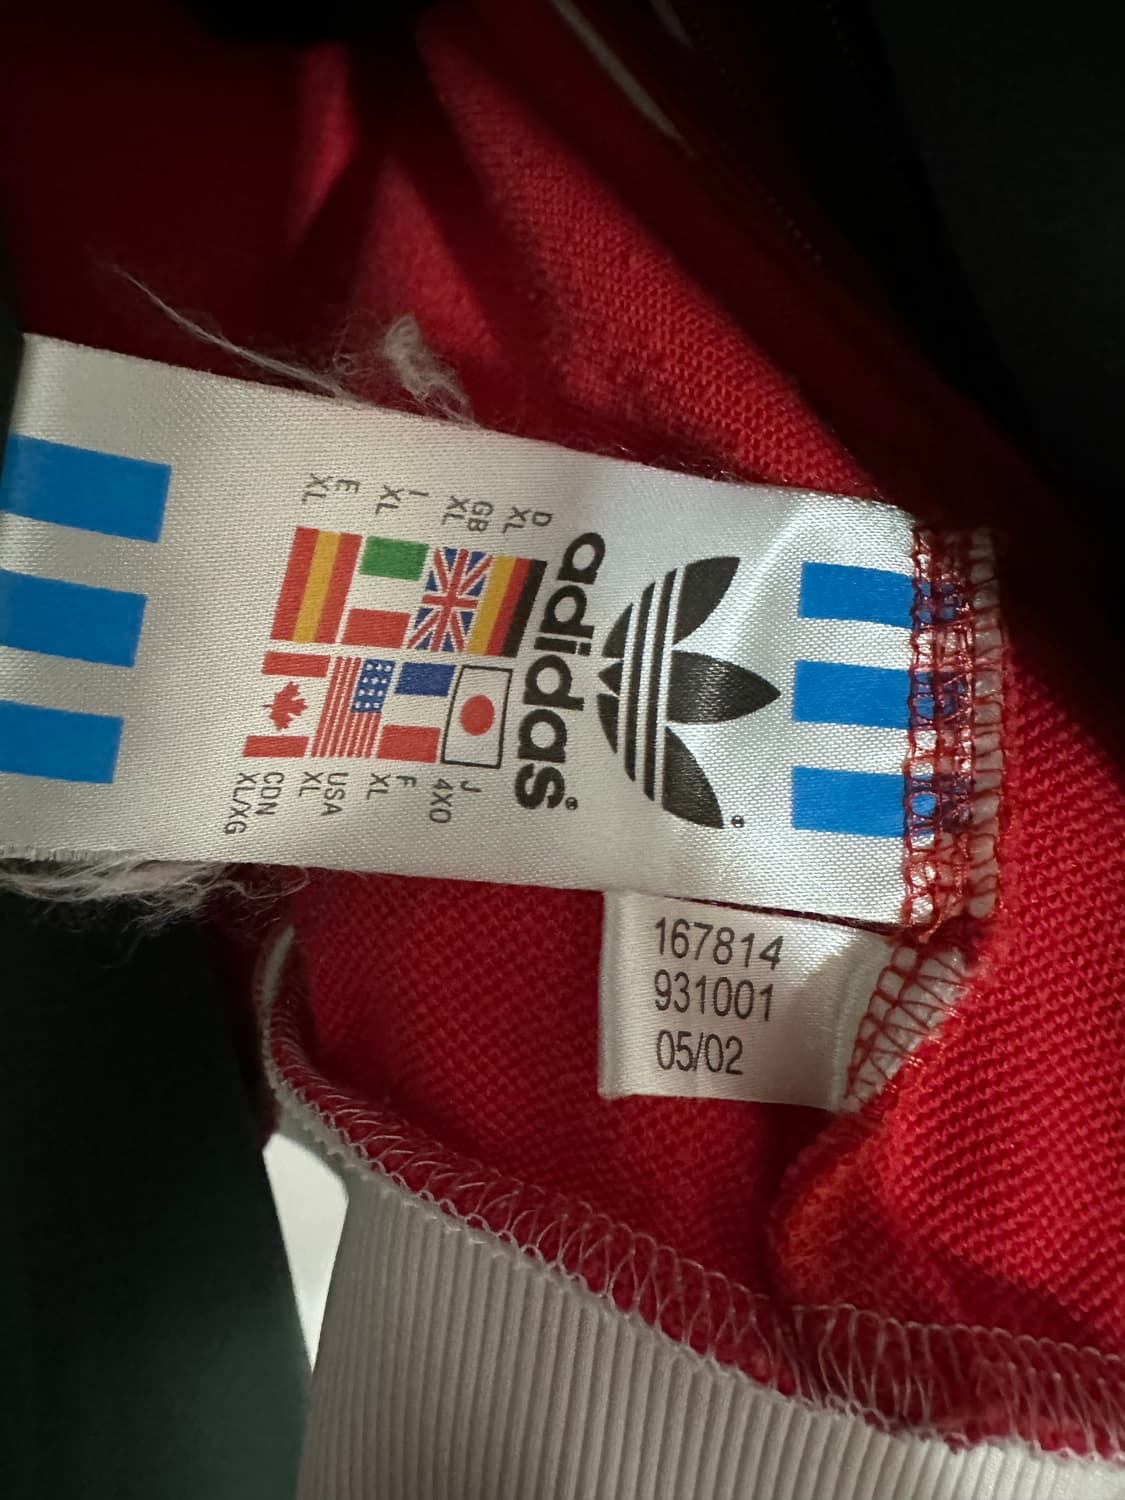 adidas®
®
D
XL
GB
XL
I
XL
E
XL
J
4XO
F
XL
USA
XL
CDN
XL/XG
167814
931001
05/02